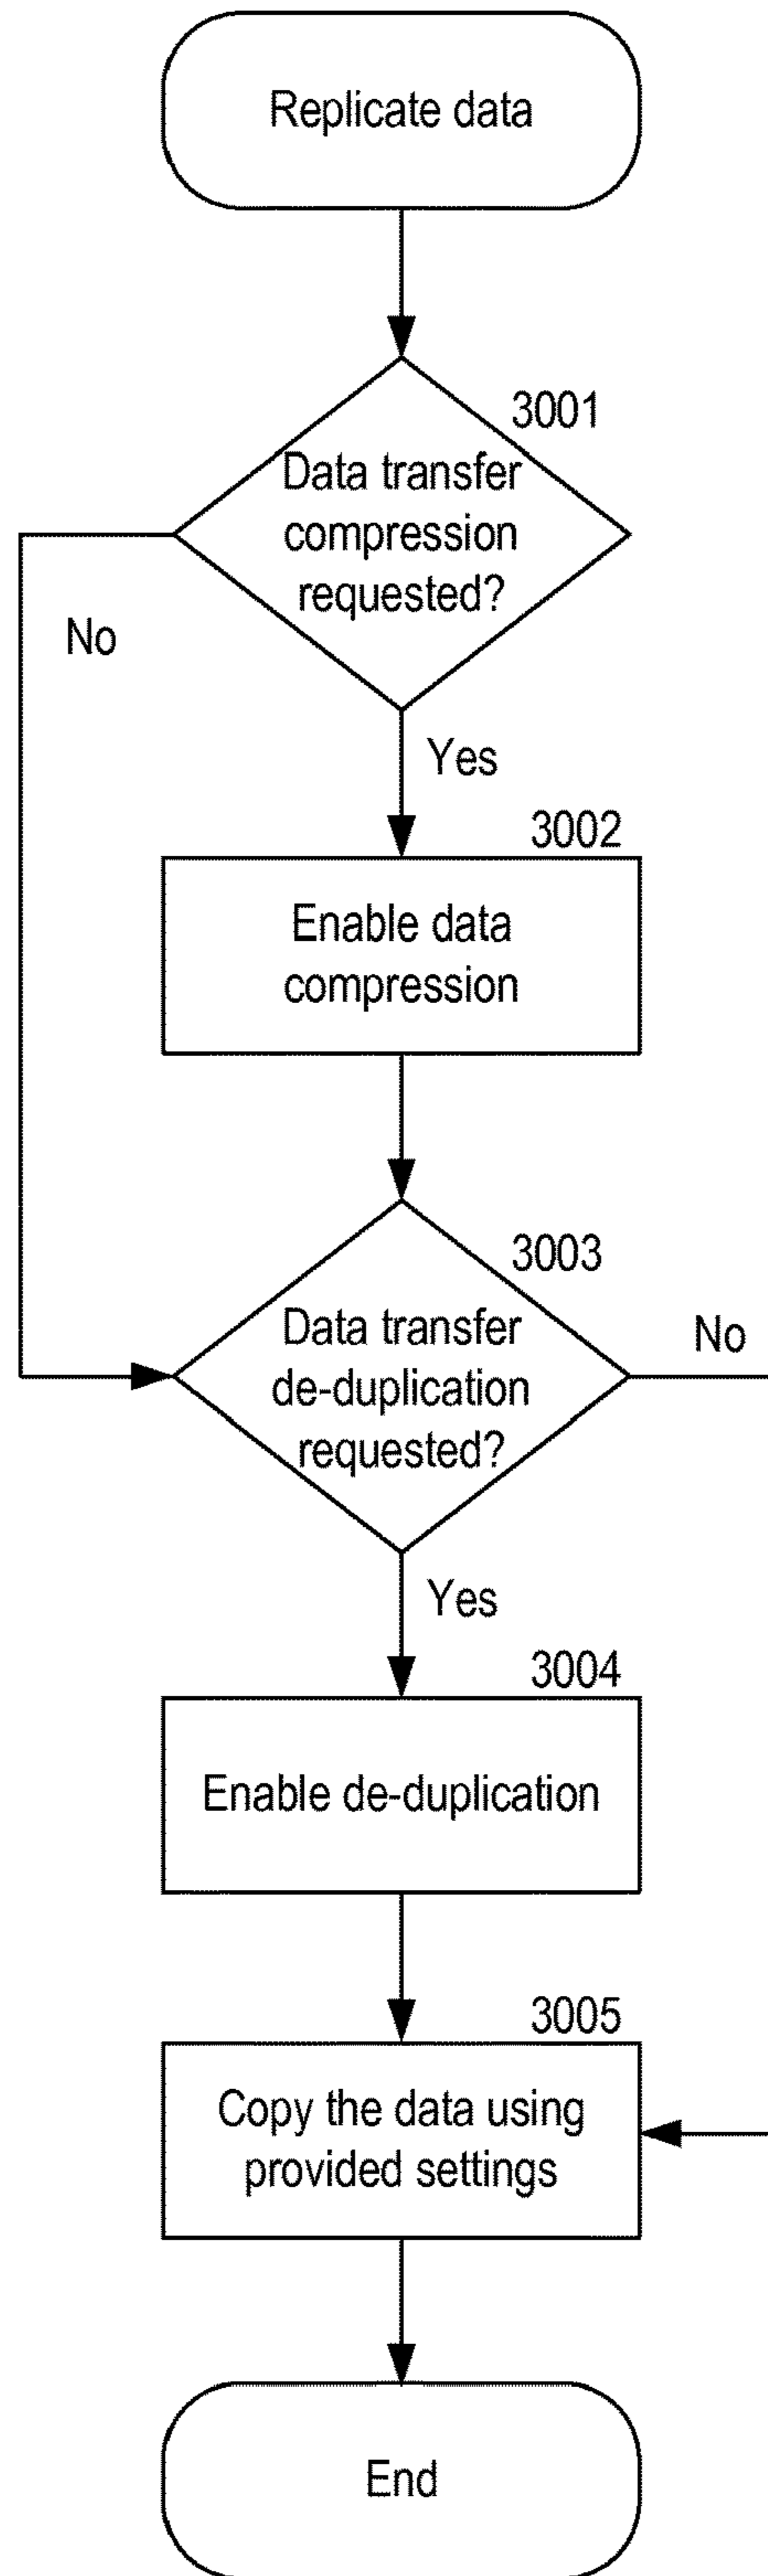 Replicate data
3001
Data transfer
compression
requested?
No
Yes
3002
Enable data
compression
3003
Data transfer
de-duplication
requested?
No
Yes
3004
Enable de-duplication
3005
Copy the data using
provided settings
End